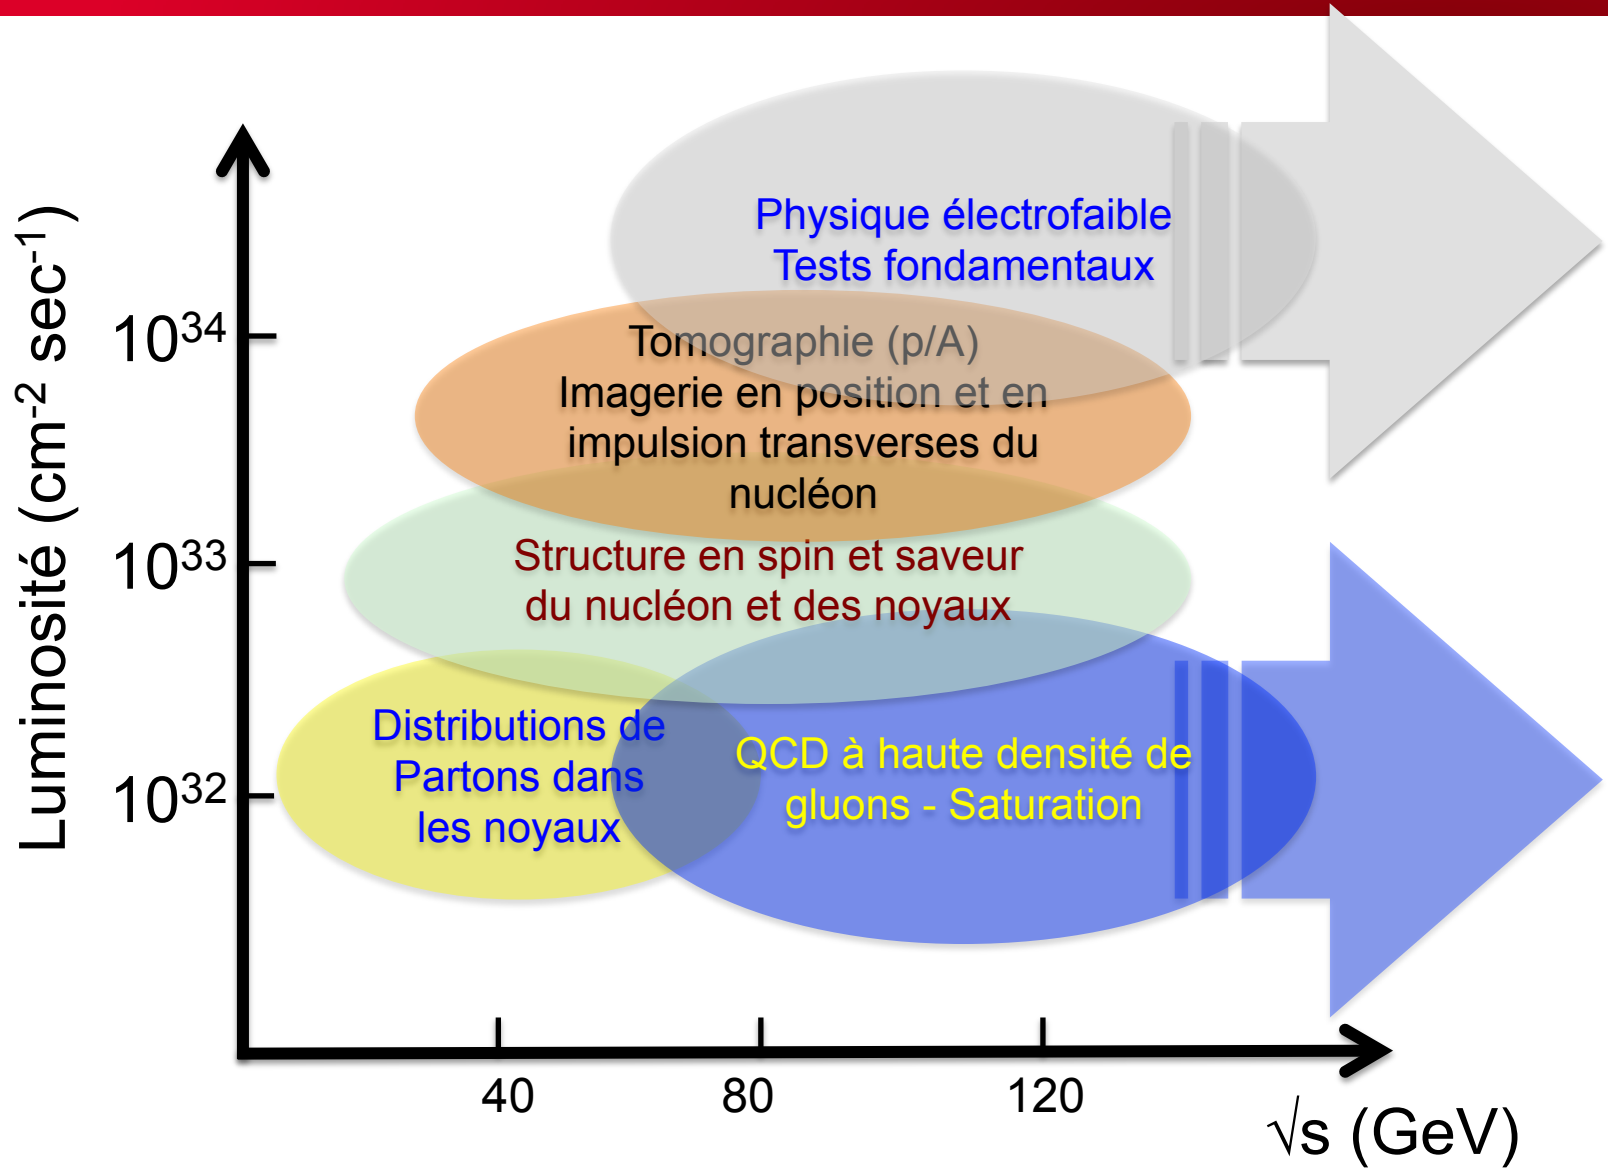 Luminosité (cm-2 sec-1)
1034
1033
1032
Physique électrofaible
Tests fondamentaux
Tomographie (p/A)
Imagerie en position et en
impulsion transverses du
nucléon
Structure en spin et saveur
du nucléon et des noyaux
Distributions de
Partons dans
les noyaux
QCD à haute densité de
gluons - Saturation
40
80
120
√s (GeV)